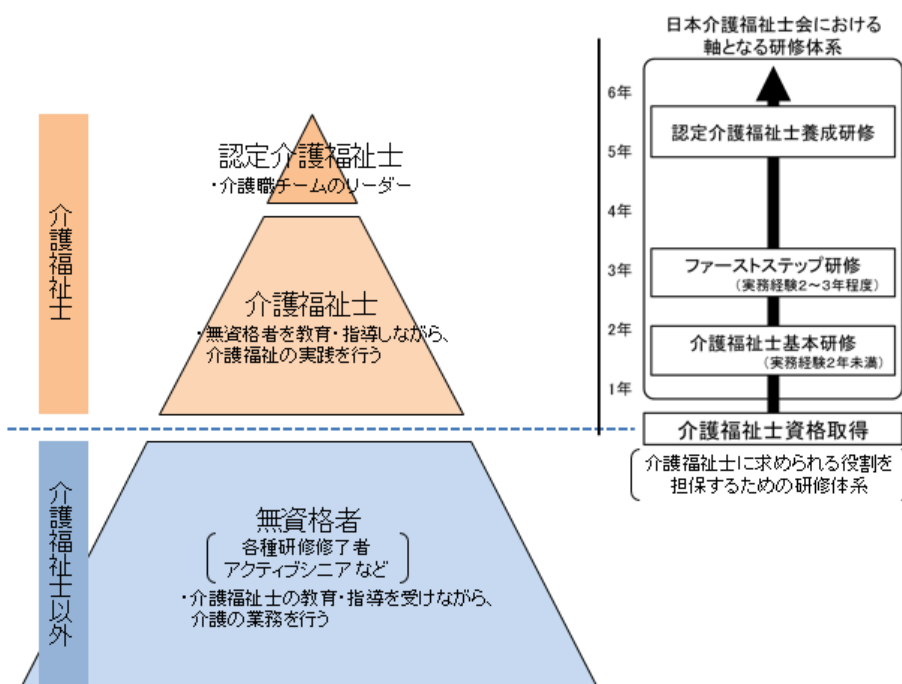 介護福祉士
認定介護福祉士
・介護職チームのリーダー
介護福祉士
・無資格者を教育・指導しながら、
介護福祉の実践を行う
介護福祉士以外
無資格者
各種研修修了者
アクティブシニアなど
・介護福祉士の教育・指導を受けながら、
介護の業務を行う
日本介護福祉士会における
軸となる研修体系
6年
認定介護福祉士養成研修
5年
4年
3年
ファーストステップ研修
(実務経験2~3年程度)
2年
介護福祉士基本研修
(実務経験2年未満)
1年
介護福祉士資格取得
介護福祉士に求められる役割を
担保するための研修体系